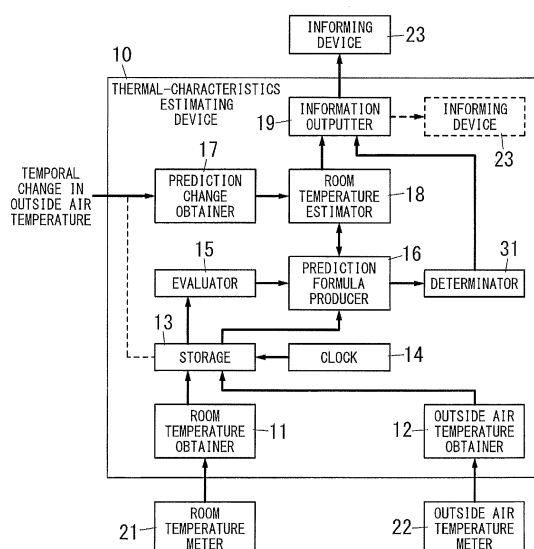 INFORMING
DEVICE
23
10
THERMAL-CHARACTERISTICS
ESTIMATING
DEVICE
INFORMATION
OUTPUTTER
19
INFORMING
DEVICE
23
17
TEMPORAL
CHANGE IN
OUTSIDE AIR
TEMPERATURE
PREDICTION
CHANGE
OBTAINER
ROOM
TEMPERATURE
ESTIMATOR
18
15
EVALUATOR
16
PREDICTION
FORMULA
PRODUCER
31
DETERMINATOR
13
STORAGE
CLOCK
14
ROOM
TEMPERATURE
OBTAINER
11
12
OUTSIDE AIR
TEMPERATURE
OBTAINER
21
ROOM
TEMPERATURE
METER
22
OUTSIDE AIR
TEMPERATURE
METER